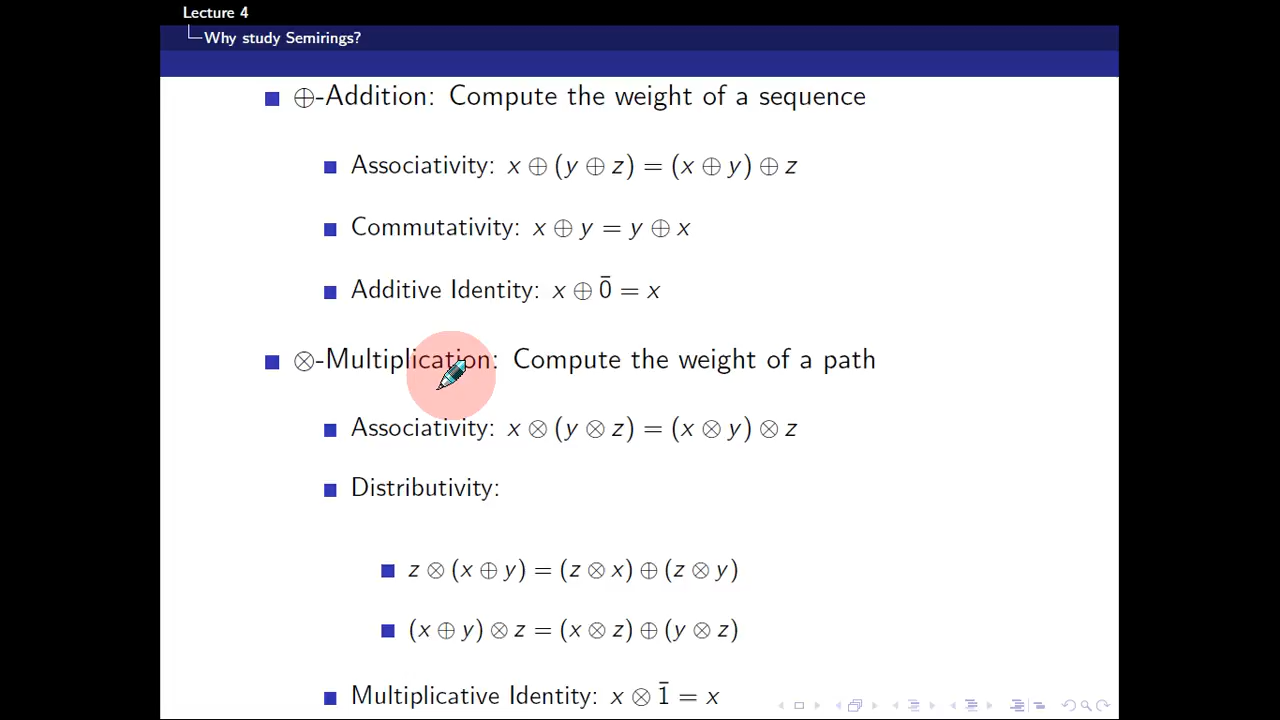 Lecture 4
Why study Semirings?
⊕-Addition: Compute the weight of a sequence
Associativity: x ⊕ (y ⊕ z) = (x ⊕ y) ⊕ z
Commutativity: x ⊕ y = y ⊕ x
Additive Identity: x ⊕ 0̄ = x
⊗-Multiplication: Compute the weight of a path
Associativity: x ⊗ (y ⊗ z) = (x ⊗ y) ⊗ z
Distributivity:
z ⊗ (x ⊕ y) = (z ⊗ x) ⊕ (z ⊗ y)
(x ⊕ y) ⊗ z = (x ⊗ z) ⊕ (y ⊗ z)
Multiplicative Identity: x ⊗ 1̄ = x